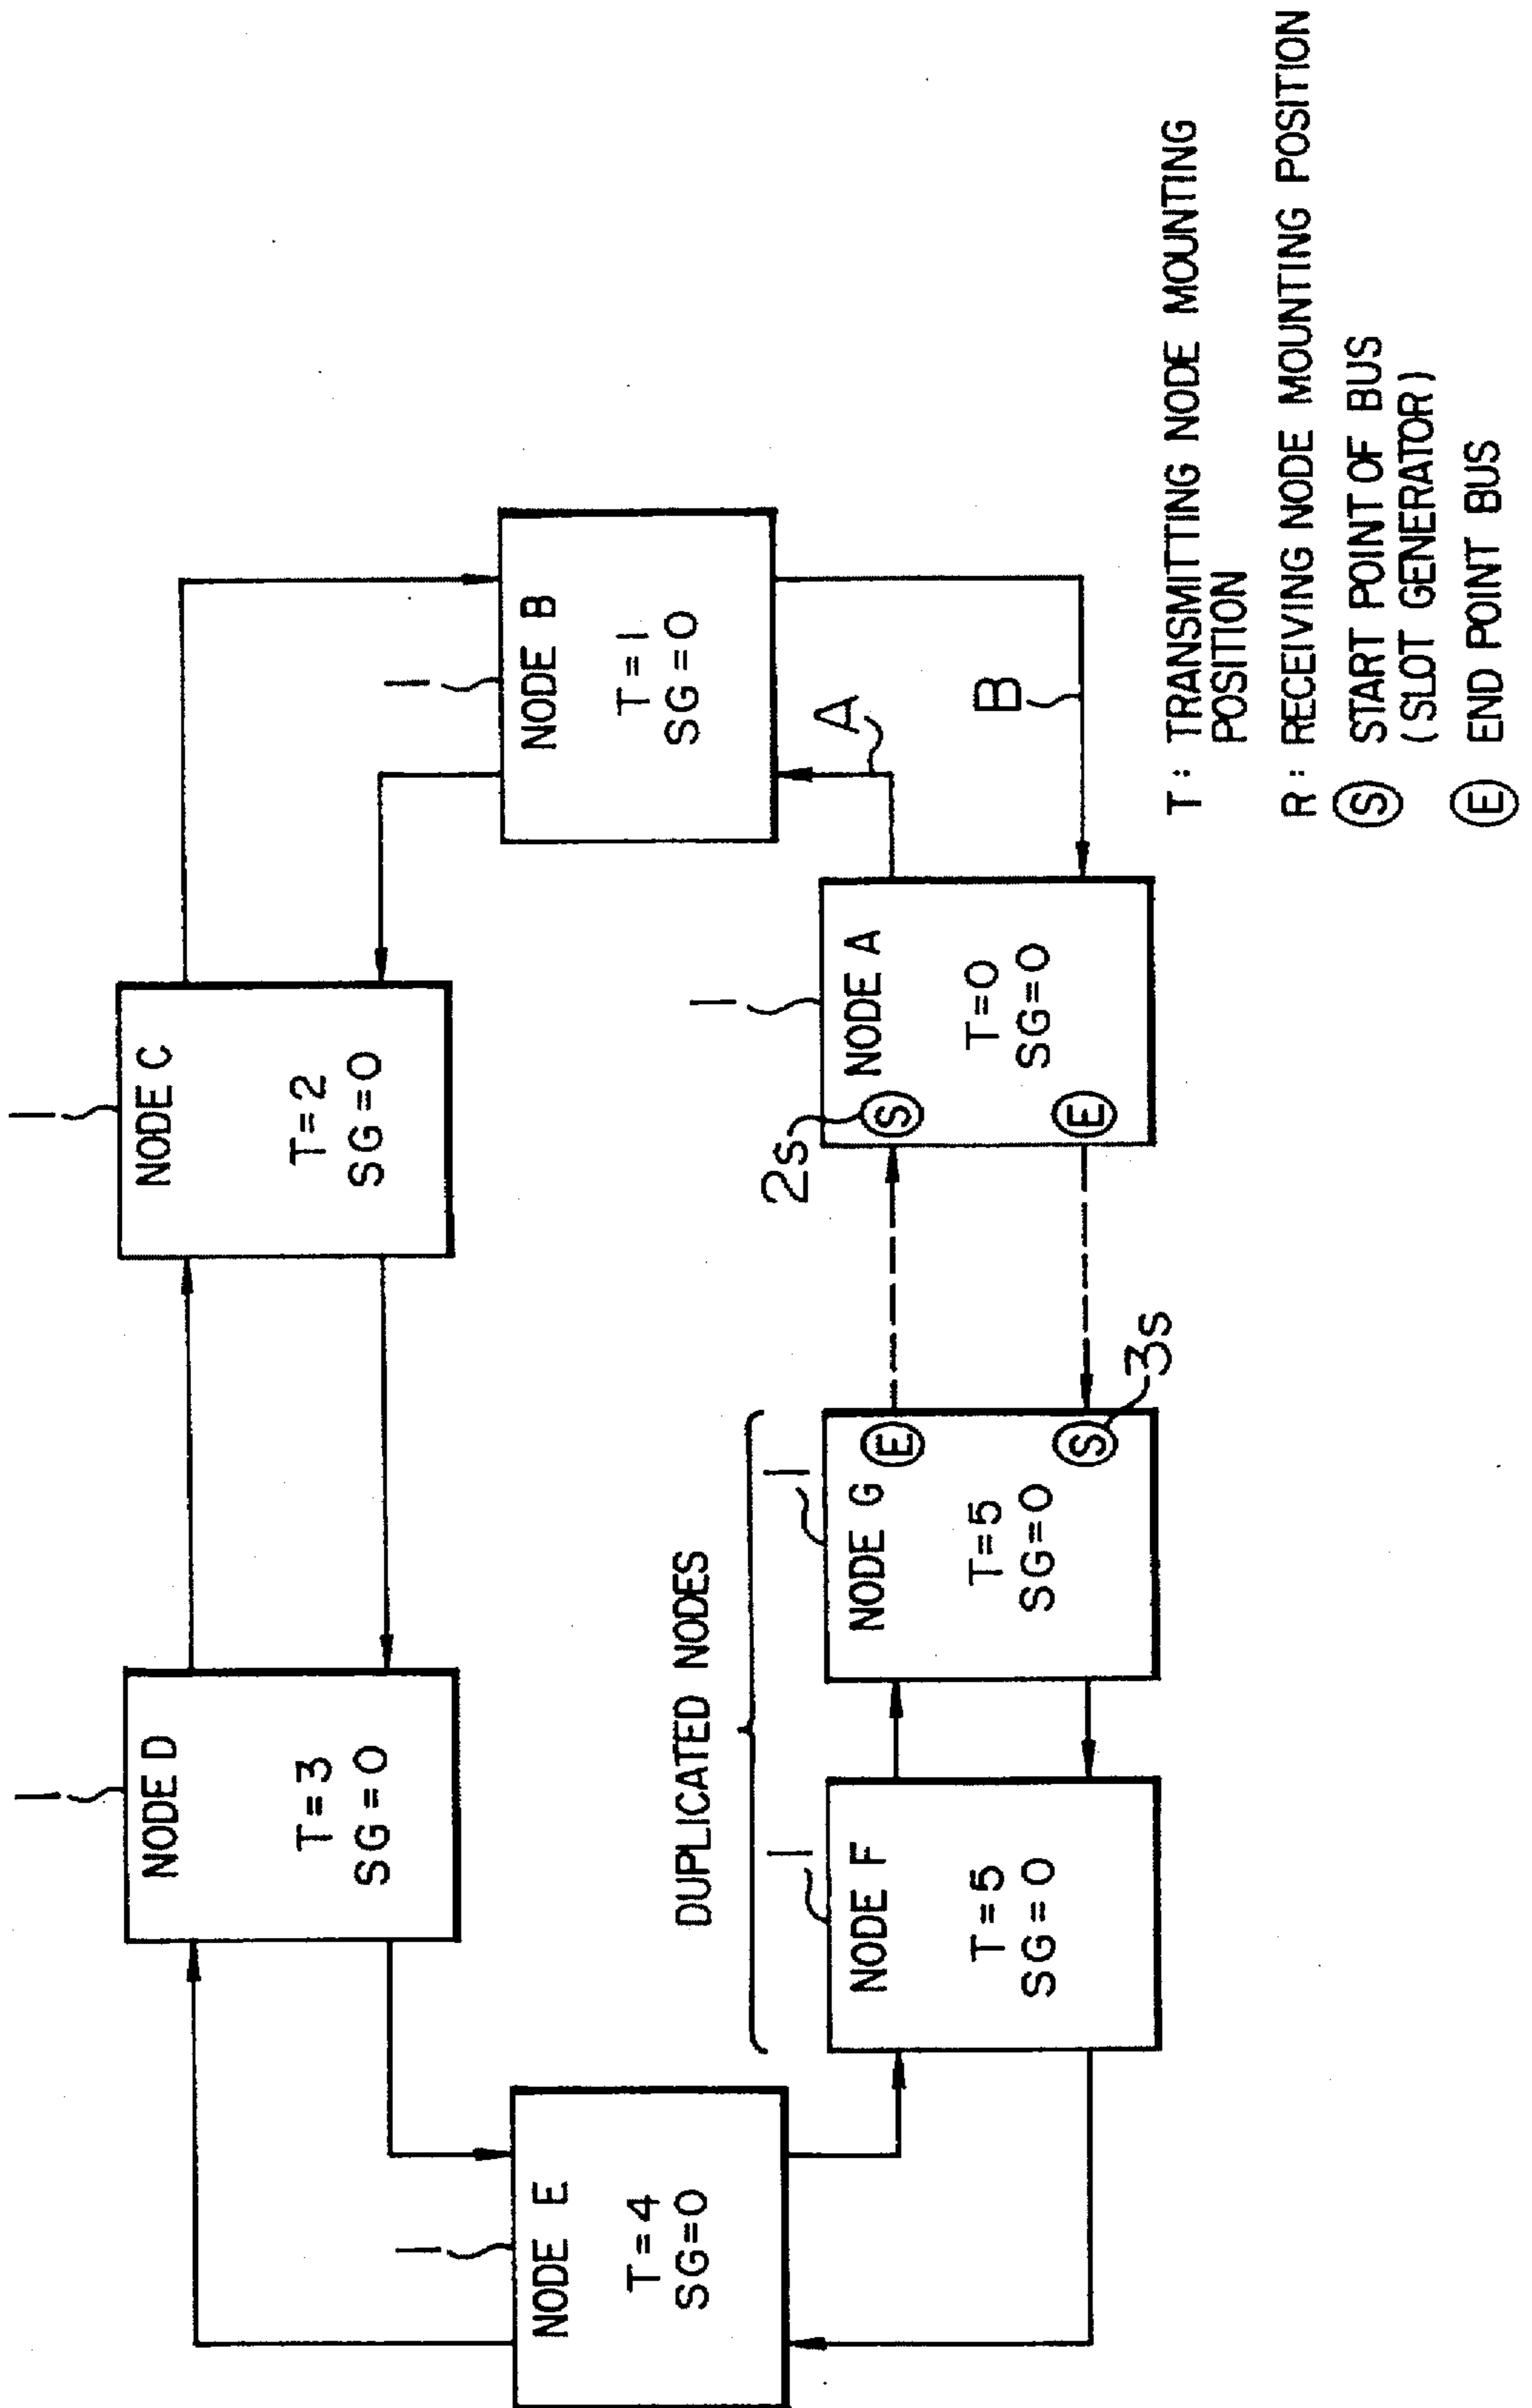 1
NODE E
T=4
SG=0
1
NODE D
T=3
SG=0
1
NODE C
T=2
SG=0
1
NODE B
T=1
SG=0
A
B
DUPLICATED NODES
1
NODE F
T=5
SG=0
1
NODE G
E
T=5
SG=0
S
3s
2s
1
NODE A
S
T=0
SG=0
E
T : TRANSMITTING NODE MOUNTING
POSITION
R : RECEIVING NODE MOUNTING POSITION
S START POINT OF BUS
(SLOT GENERATOR)
E END POINT BUS